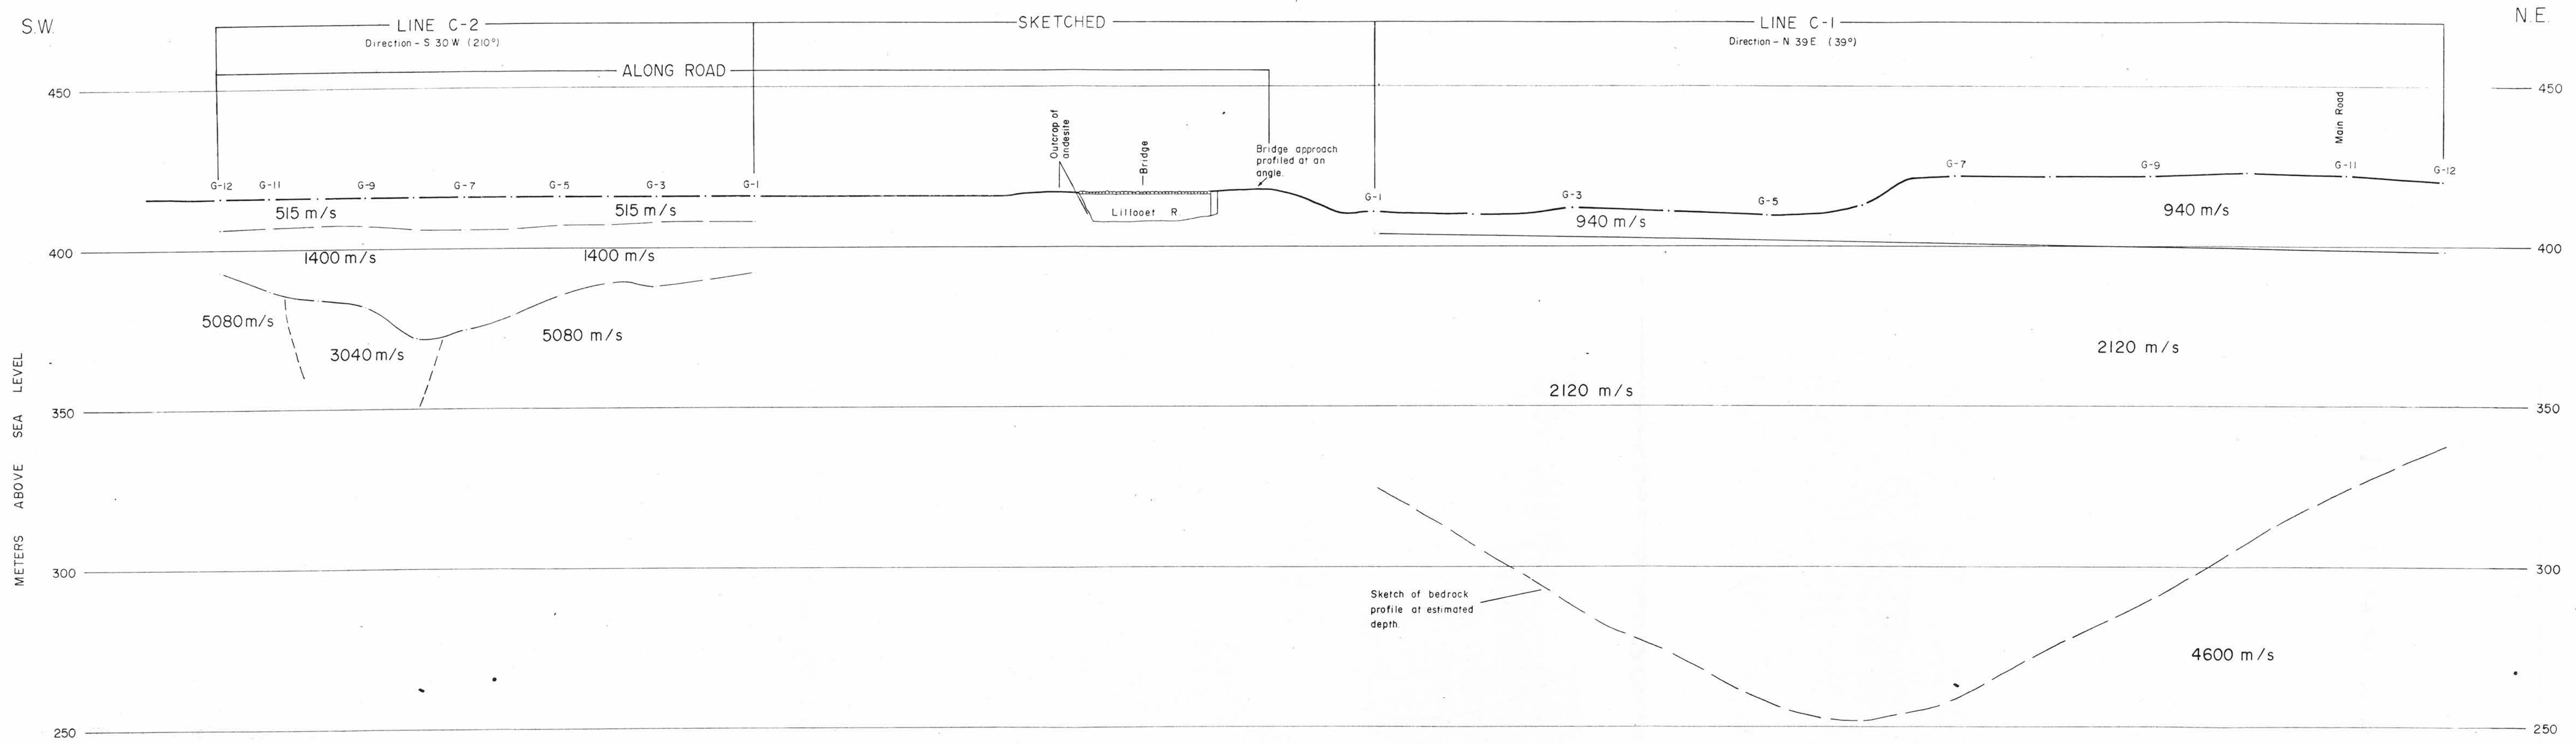 S.W.
LINE C-2
Direction - S 30 W (210°)
SKETCHED
LINE C-1
Direction - N 39 E (39°)
N.E.
ALONG ROAD
450
450
Outcrop of
andesite
Bridge
Bridge approach
profiled at an
angle.
Main Road
G-12
G-11
G-9
G-7
G-5
G-3
G-1
G-1
G-3
G-5
G-7
G-9
G-11
G-12
515 m/s
515 m/s
Lillooet R.
940 m/s
940 m/s
400
400
1400 m/s
1400 m/s
5080 m/s
3040 m/s
5080 m/s
2120 m/s
2120 m/s
METERS ABOVE SEA LEVEL
350
350
300
300
Sketch of bedrock
profile at estimated
depth.
4600 m/s
250
250